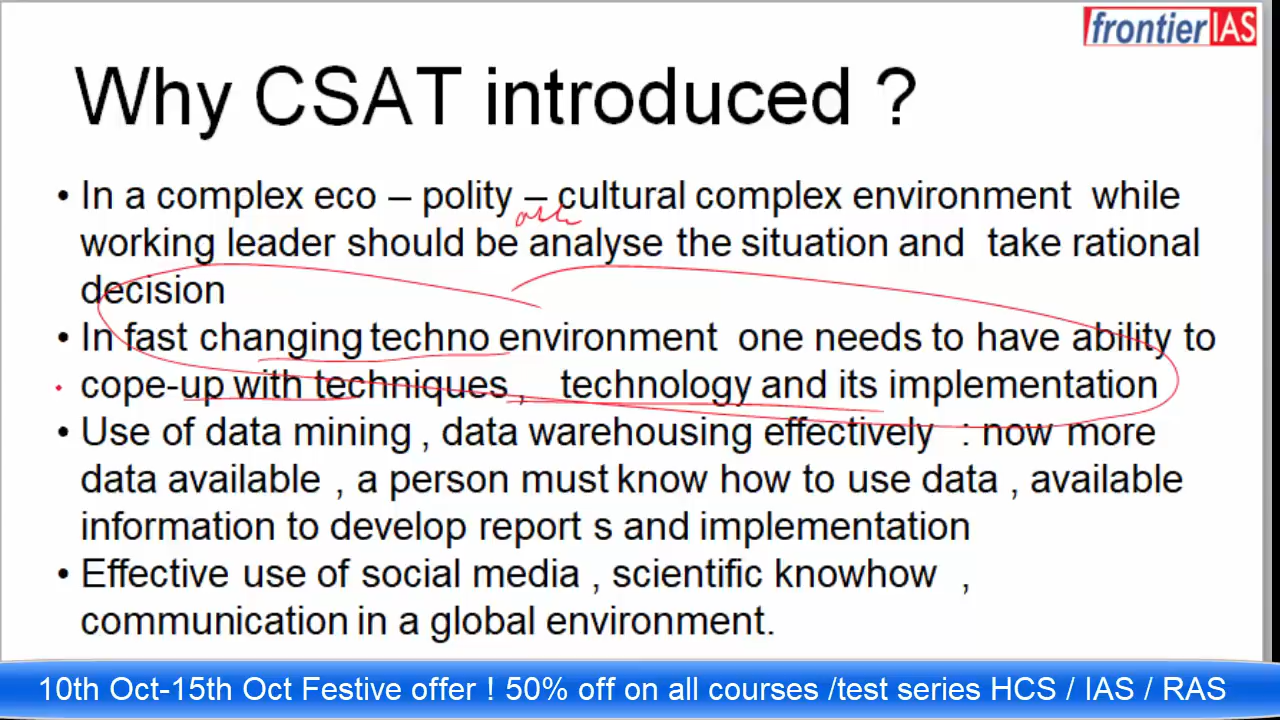 frontier IAS
Why CSAT introduced ?
• In a complex eco – polity – cultural complex environment while
working leader should be analyse the situation and take rational
decision
• In fast changing techno environment one needs to have ability to
cope-up with techniques , technology and its implementation
• Use of data mining , data warehousing effectively : now more
data available , a person must know how to use data , available
information to develop report s and implementation
• Effective use of social media , scientific knowhow ,
communication in a global environment.
10th Oct-15th Oct Festive offer ! 50% off on all courses /test series HCS / IAS / RAS